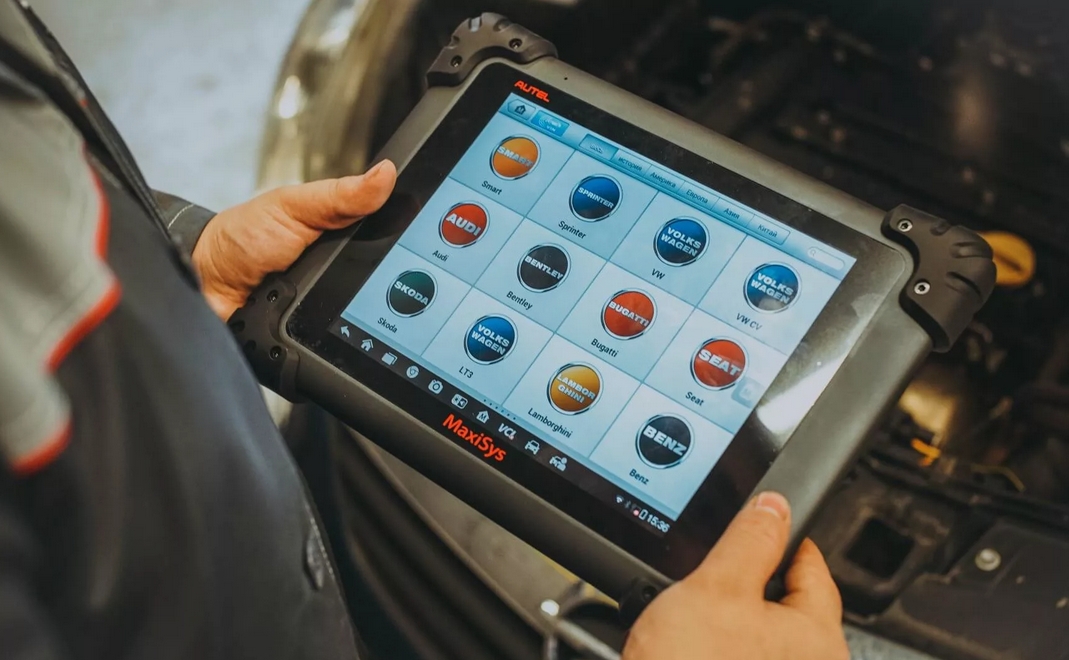 AUTEL
история
Америка
Европа
Азия
Китай
SMART
Smart
SPRINTER
Sprinter
VOLKS
WAGEN
VW
VOLKS
WAGEN
VW CV
AUDI
Audi
BENTLEY
Bentley
BUGATTI
Bugatti
SEAT
Seat
SKODA
Skoda
VOLKS
WAGEN
LT3
LAMBOR
GHINI
Lamborghini
BENZ
Benz
VCI
15:36
MaxiSys